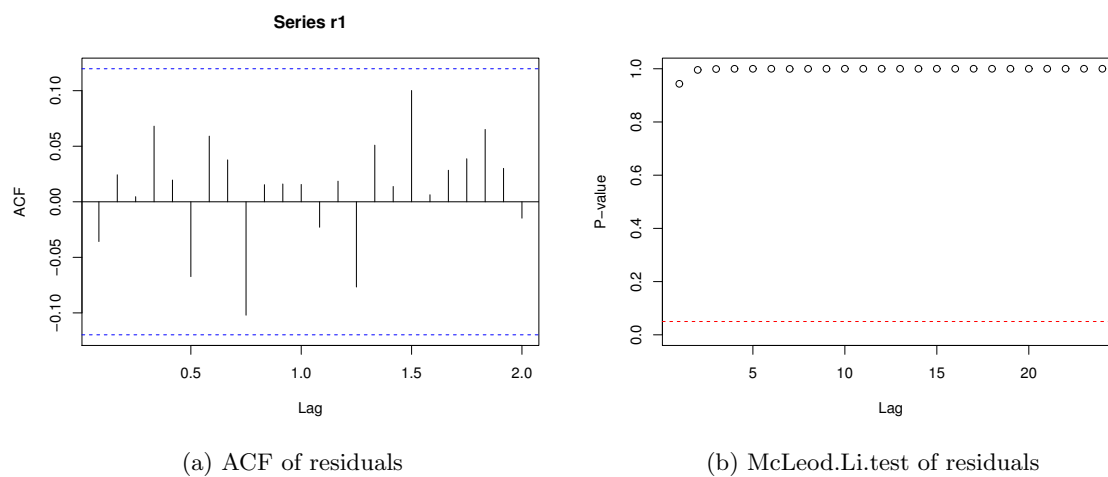 Series r1
ACF
0.10
0.05
0.00
−0.05
−0.10
0.5 1.0 1.5 2.0
Lag
(a) ACF of residuals
P−value
1.0
0.8
0.6
0.4
0.2
0.0
5 10 15 20
Lag
(b) McLeod.Li.test of residuals